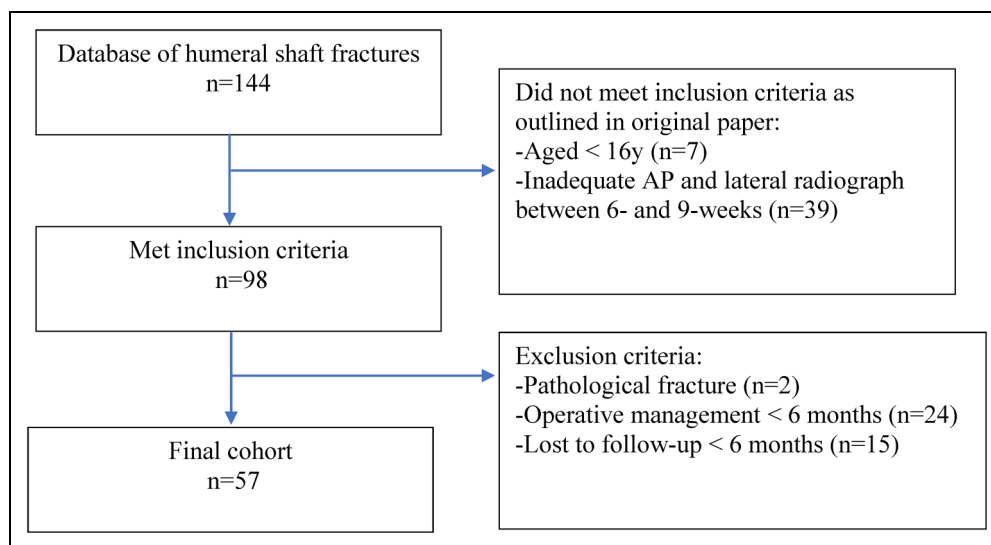 Database of humeral shaft fractures
n=144
Did not meet inclusion criteria as
outlined in original paper:
-Aged < 16y (n=7)
-Inadequate AP and lateral radiograph
between 6- and 9-weeks (n=39)
Met inclusion criteria
n=98
Exclusion criteria:
-Pathological fracture (n=2)
-Operative management < 6 months (n=24)
-Lost to follow-up < 6 months (n=15)
Final cohort
n=57